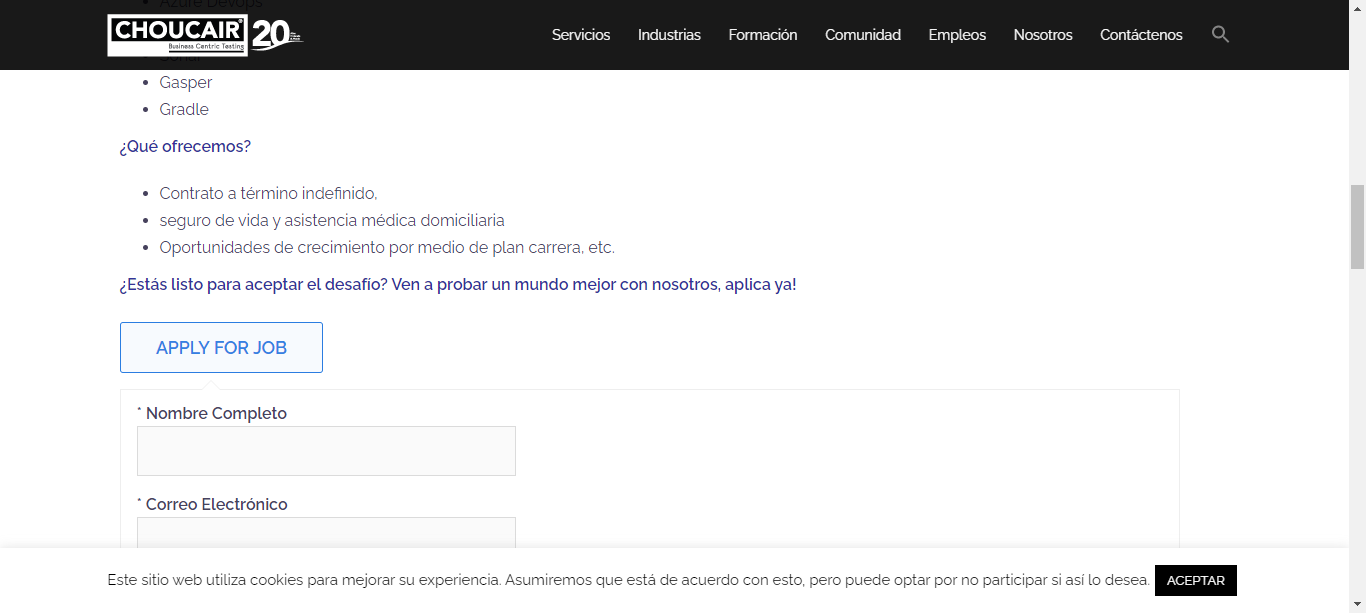 Azure Devops
CHOUCAIR® 20
Business Centric Testing
Servicios Industrias Formación Comunidad Empleos Nosotros Contáctenos
Sonar
• Gasper
• Gradle
¿Qué ofrecemos?
• Contrato a término indefinido,
• seguro de vida y asistencia médica domiciliaria
• Oportunidades de crecimiento por medio de plan carrera, etc.
¿Estás listo para aceptar el desafío? Ven a probar un mundo mejor con nosotros, aplica ya!
APPLY FOR JOB
* Nombre Completo
* Correo Electrónico
Este sitio web utiliza cookies para mejorar su experiencia. Asumiremos que está de acuerdo con esto, pero puede optar por no participar si así lo desea. ACEPTAR